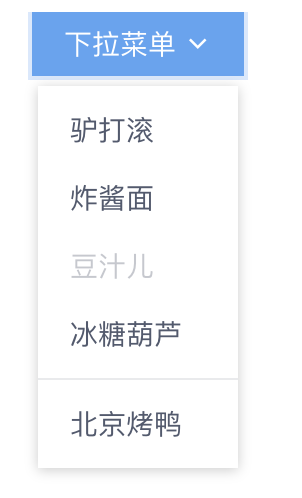 下拉菜单
驴打滚
炸酱面
豆汁儿
冰糖葫芦
北京烤鸭